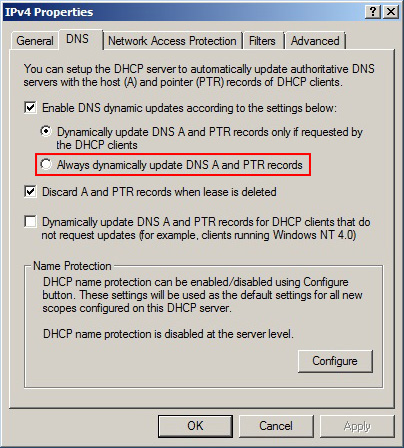 IPv4 Properties
General DNS Network Access Protection Filters Advanced
You can setup the DHCP server to automatically update authoritative DNS
servers with the host (A) and pointer (PTR) records of DHCP clients.
Enable DNS dynamic updates according to the settings below:
Dynamically update DNS A and PTR records only if requested
by the DHCP clients
Always dynamically update DNS A and PTR records
Discard A and PTR records when lease is deleted
Dynamically update DNS A and PTR records for DHCP clients that do
not request updates (for example, clients running Windows NT 4.0)
Name Protection
DHCP name protection can be enabled/disabled using Configure
button. These settings will be used as the default settings for all new
scopes configured on this DHCP server.
DHCP name protection is disabled at the server level.
Configure
OK Cancel Apply